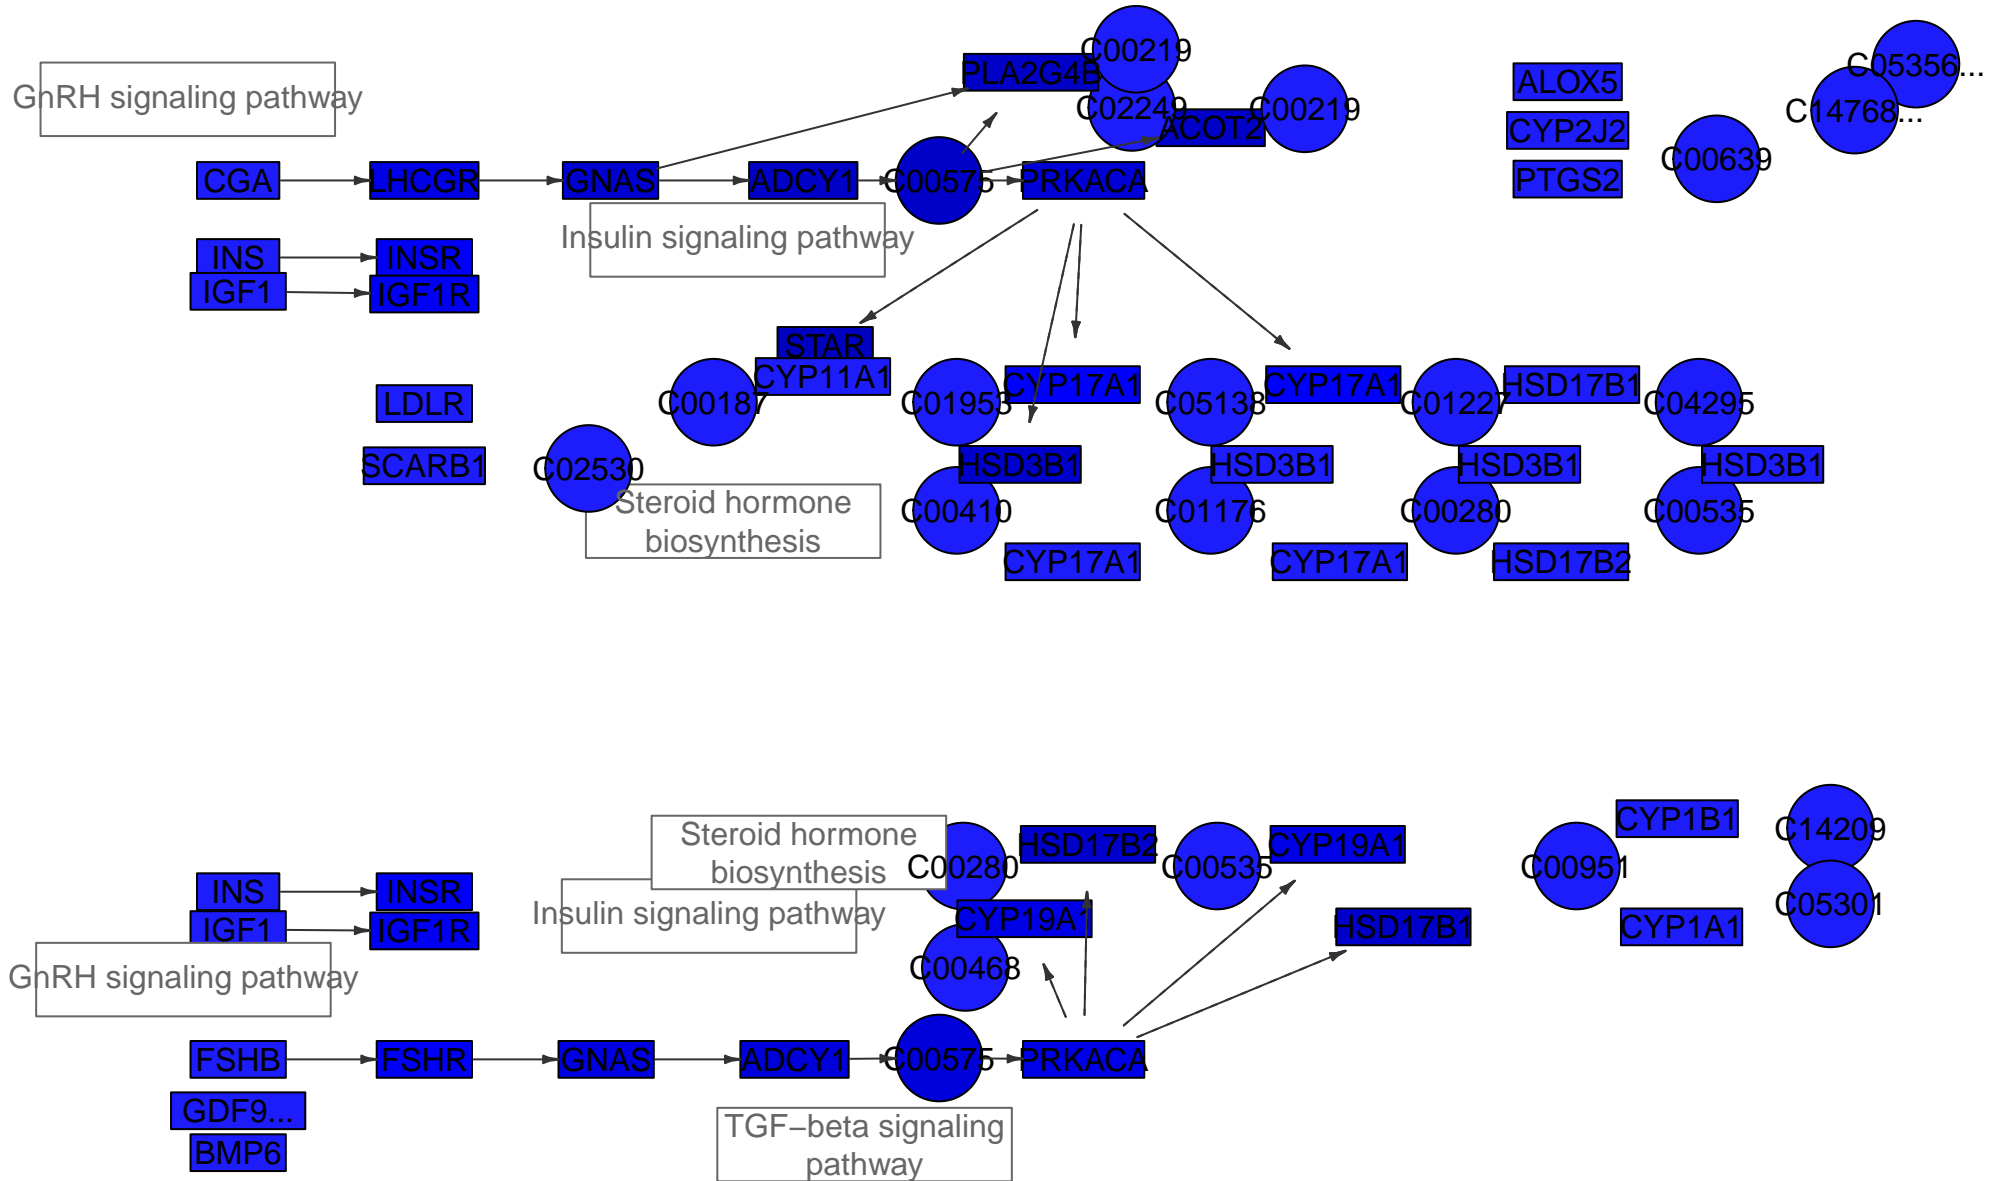 C00219
PLA2G4B
C05356...
GnRH signaling pathway
ALOX5
C02249
C00219
C14768...
ACOT2
CYP2J2
C00639
CGA
LHCGR
GNAS
ADCY1
C00575
PRKACA
PTGS2
Insulin signaling pathway
INS
INSR
IGF1
IGF1R
STAR
CYP11A1
CYP17A1
CYP17A1
HSD17B1
LDLR
C00187
C01953
C05138
C01227
C04295
SCARB1
C02530
HSD3B1
HSD3B1
HSD3B1
HSD3B1
Steroid hormone
biosynthesis
C00410
C01176
C00280
C00535
CYP17A1
CYP17A1
HSD17B2
Steroid hormone
biosynthesis
C00280
HSD17B2
C00535
CYP19A1
CYP1B1
C14209
C00951
INS
INSR
Insulin signaling pathway
CYP19A1
C05301
IGF1
IGF1R
HSD17B1
CYP1A1
GnRH signaling pathway
C00468
FSHB
FSHR
GNAS
ADCY1
C00575
PRKACA
GDF9...
TGF−beta signaling
pathway
BMP6